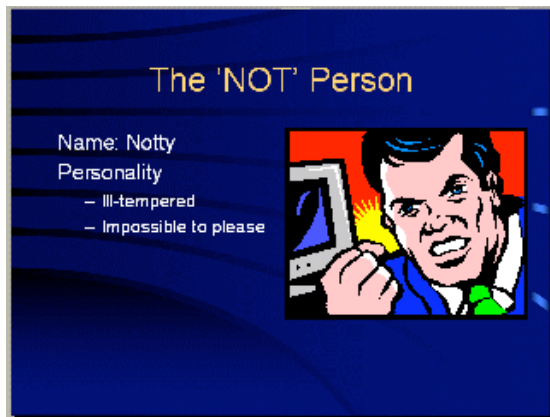 The ‘NOT’ Person
Name: Notty
Personality
– Ill-tempered
– Impossible to please